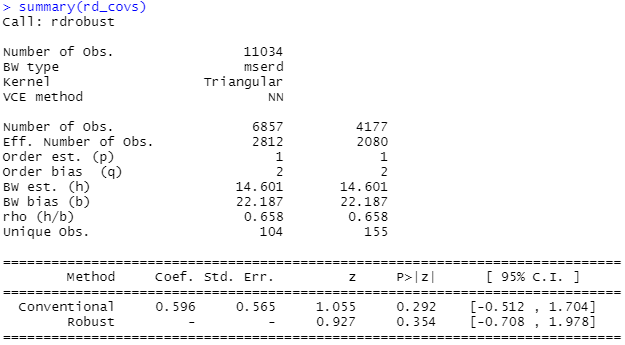 > summary(rd_covs)
Call: rdrobust
Number of Obs. 11034
BW type mserd
Kernel Triangular
VCE method NN
Number of Obs. 6857 4177
Eff. Number of Obs. 2812 2080
Order est. (p) 1 1
Order bias (q) 2 2
BW est. (h) 14.601 14.601
BW bias (b) 22.187 22.187
rho (h/b) 0.658 0.658
Unique Obs. 104 155
=============================================================================
Method Coef. Std. Err. z P>|z| [ 95% C.I. ]
=============================================================================
Conventional 0.596 0.565 1.055 0.292 [-0.512 , 1.704]
Robust - - 0.927 0.354 [-0.708 , 1.978]
=============================================================================